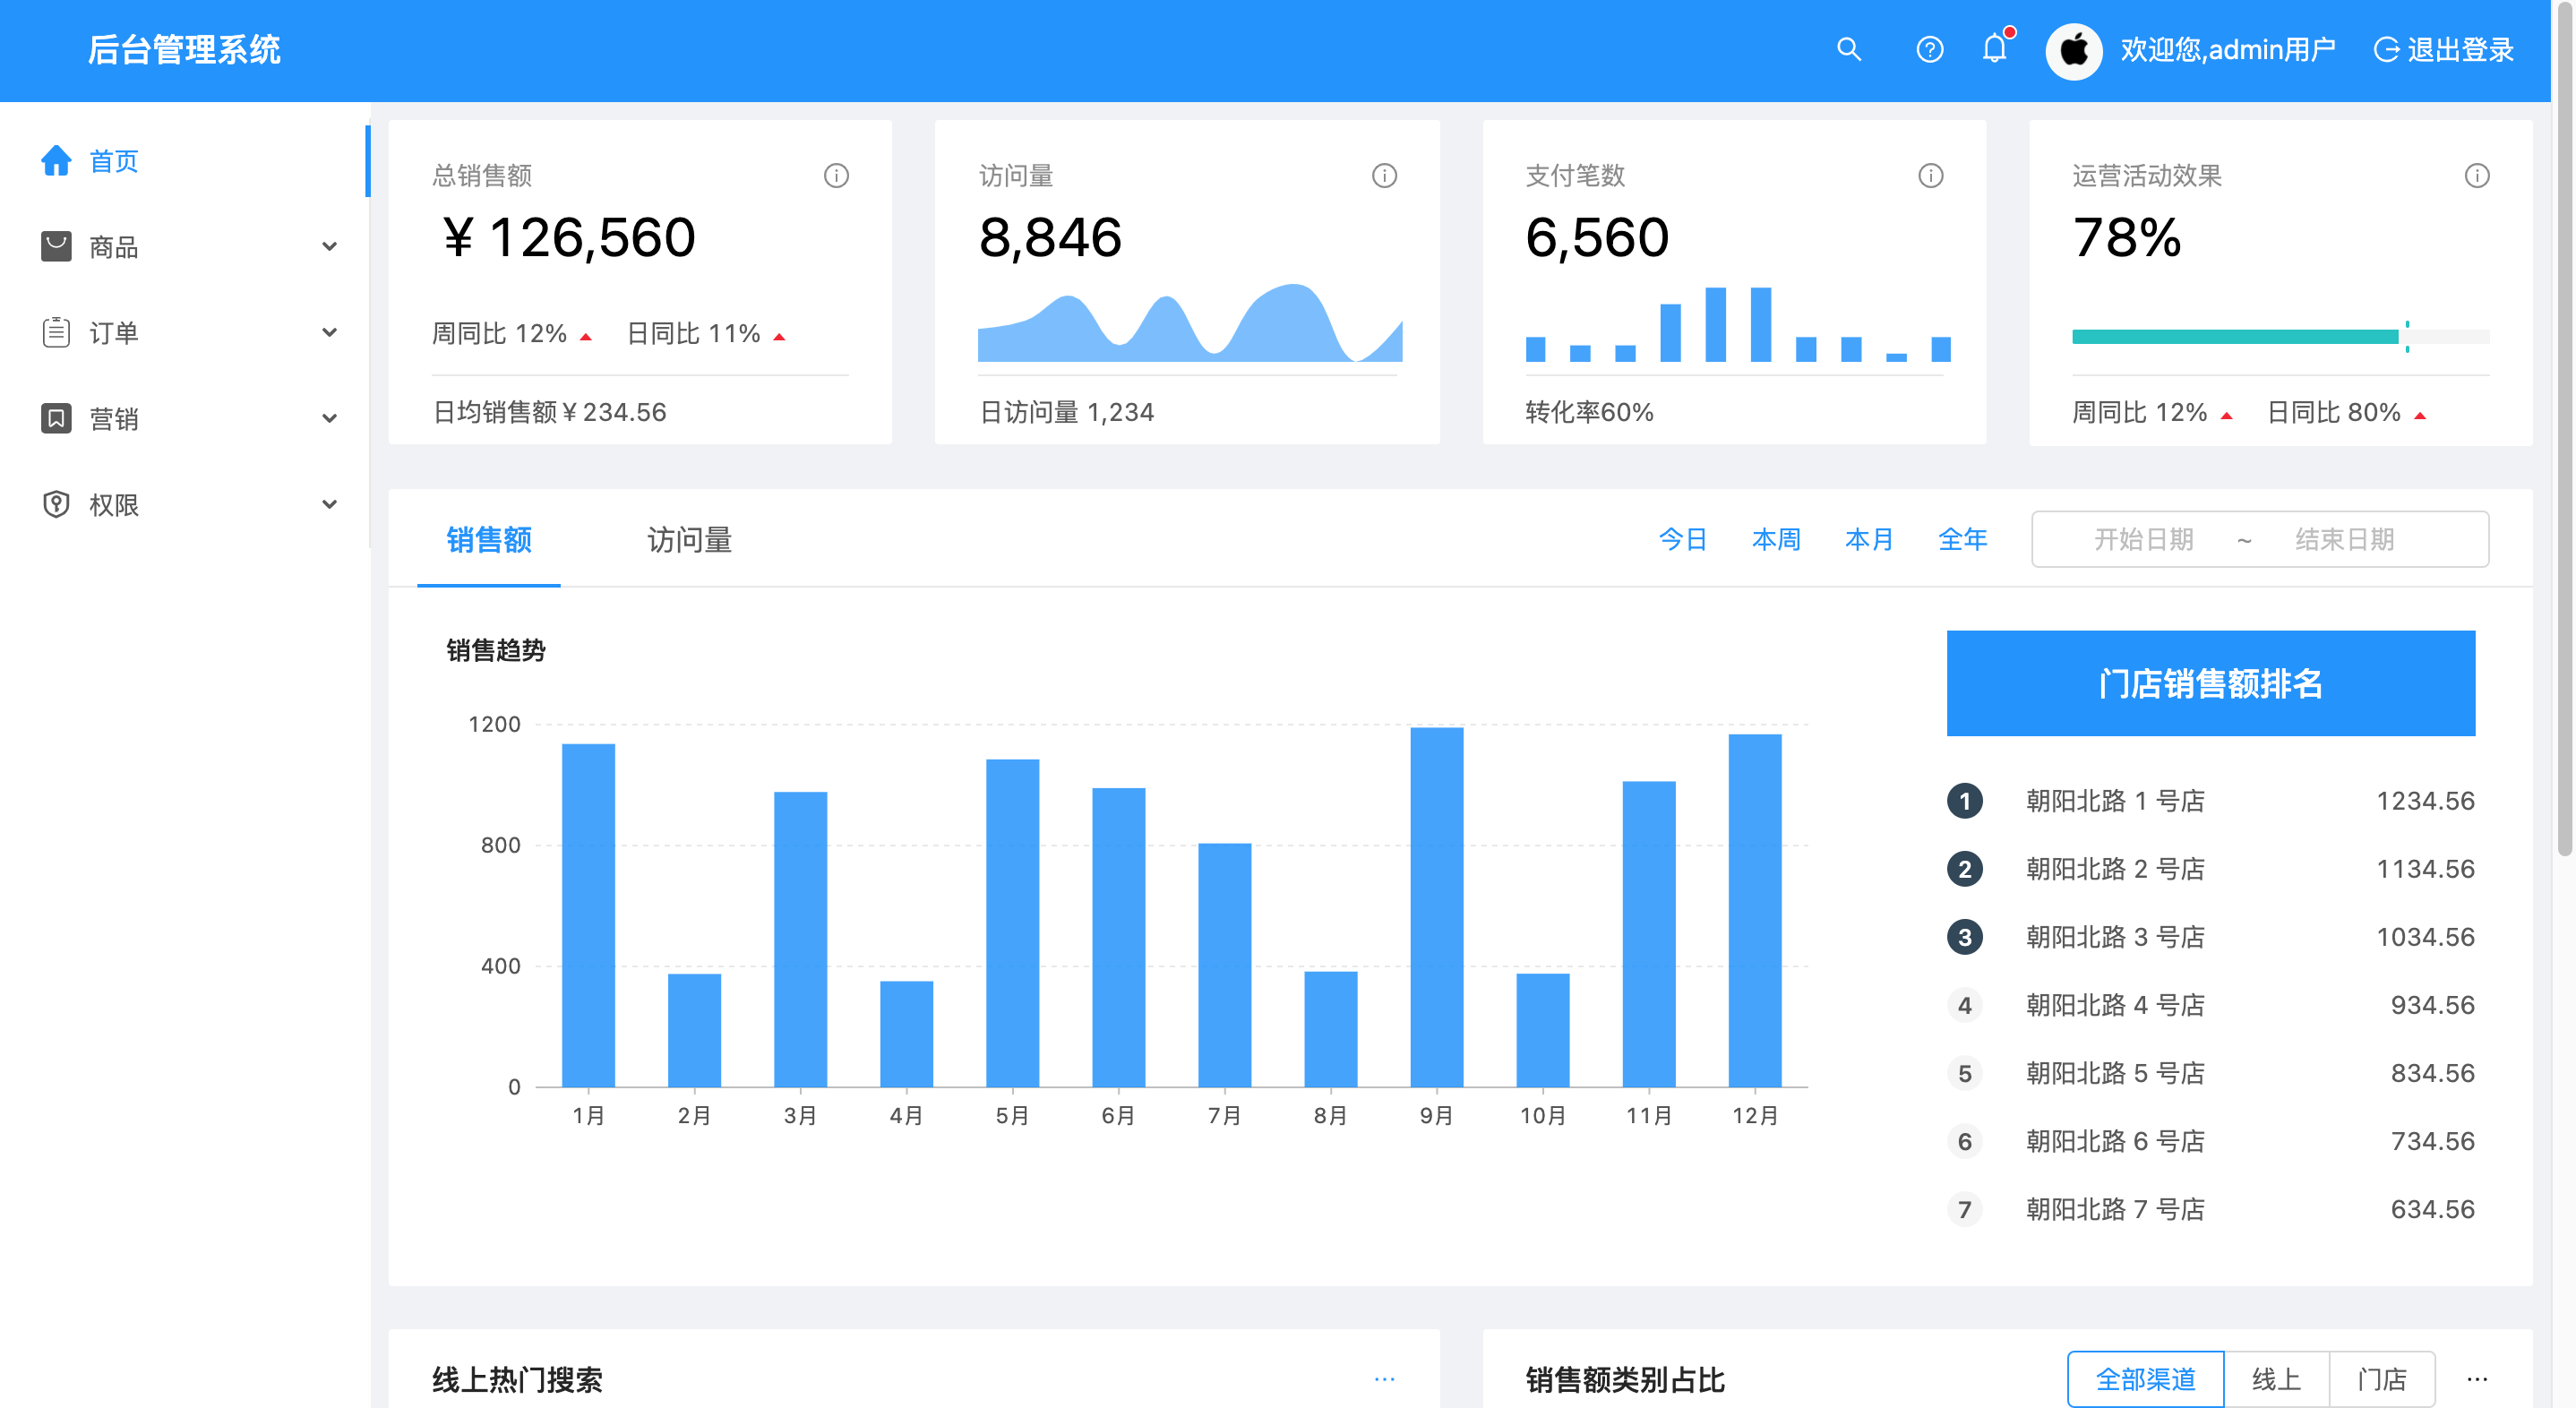 后台管理系统
欢迎您,admin用户
退出登录
首页
商品
订单
营销
权限
总销售额
¥ 126,560
周同比 12% 日同比 11%
日均销售额¥234.56
访问量
8,846
日访问量 1,234
支付笔数
6,560
转化率60%
运营活动效果
78%
周同比 12% 日同比 80%
销售额 访问量
今日 本周 本月 全年 开始日期 ~ 结束日期
销售趋势
1200
800
400
0
1月 2月 3月 4月 5月 6月 7月 8月 9月 10月 11月 12月
门店销售额排名
1 朝阳北路 1 号店 1234.56
2 朝阳北路 2 号店 1134.56
3 朝阳北路 3 号店 1034.56
4 朝阳北路 4 号店 934.56
5 朝阳北路 5 号店 834.56
6 朝阳北路 6 号店 734.56
7 朝阳北路 7 号店 634.56
线上热门搜索 ···
销售额类别占比 全部渠道 线上 门店 ···